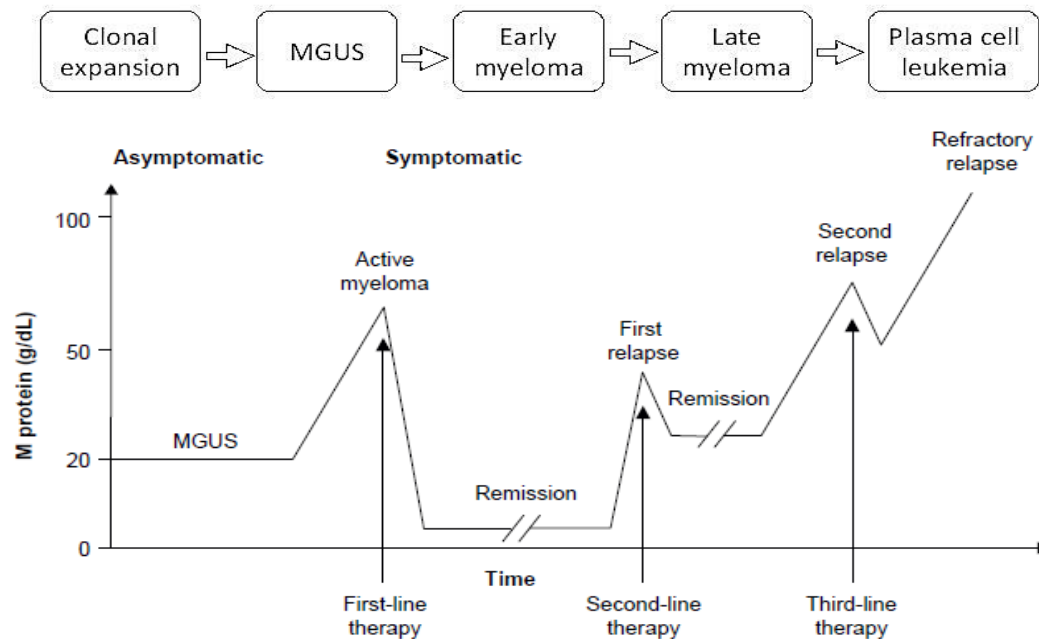 Clonal
expansion
MGUS
Early
myeloma
Late
myeloma
Plasma cell
leukemia
Asymptomatic
Symptomatic
Refractory
relapse
100
Second
relapse
Active
myeloma
M protein (g/dL)
50
First
relapse
Remission
MGUS
20
Remission
0
Time
First-line
therapy
Second-line
therapy
Third-line
therapy